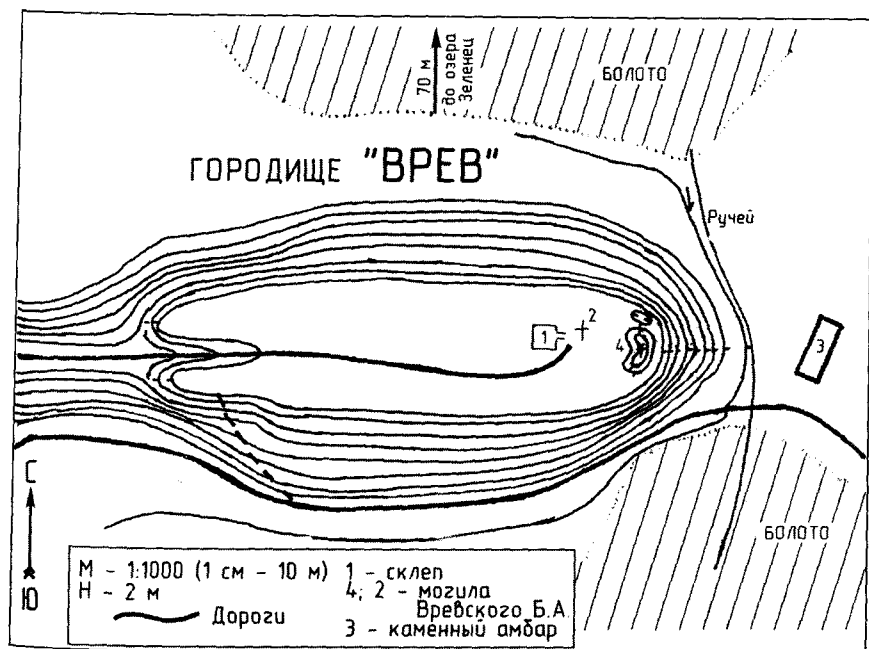 70 м
до озера
Зеленец
БОЛОТО
ГОРОДИЩЕ "ВРЕВ"
Ручей
1
2
4
3
С
Ю
БОЛОТО
М - 1:1000 (1 см - 10 м)
Н - 2 м
Дороги
1 - склеп
4; 2 - могила
Вревского Б.А
3 - каменный амбар